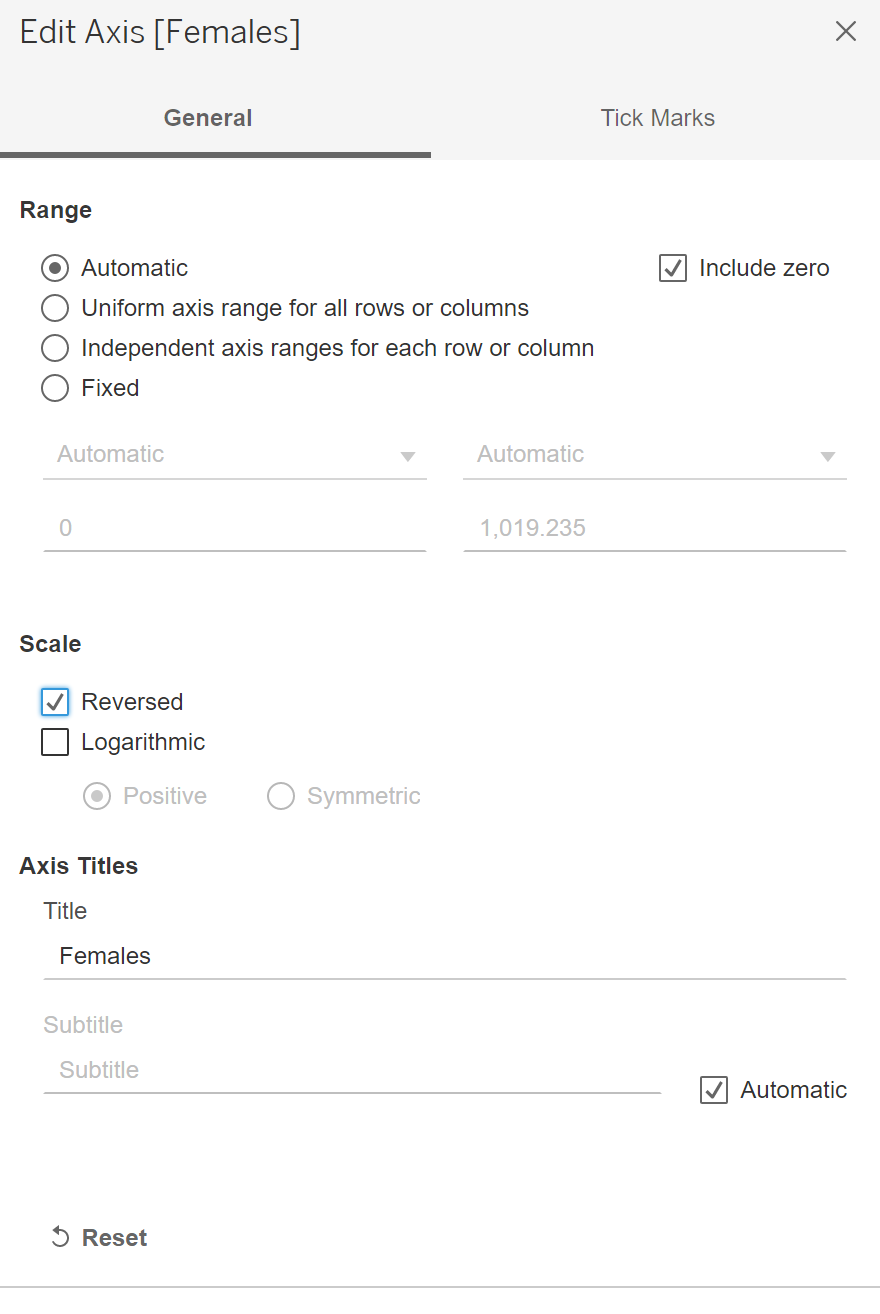 Edit Axis [Females]
General Tick Marks
Range
Automatic Include zero
Uniform axis range for all rows or columns
Independent axis ranges for each row or column
Fixed
Automatic Automatic
0 1,019.235
Scale
Reversed
Logarithmic
Positive Symmetric
Axis Titles
Title
Females
Subtitle
Subtitle
Automatic
Reset